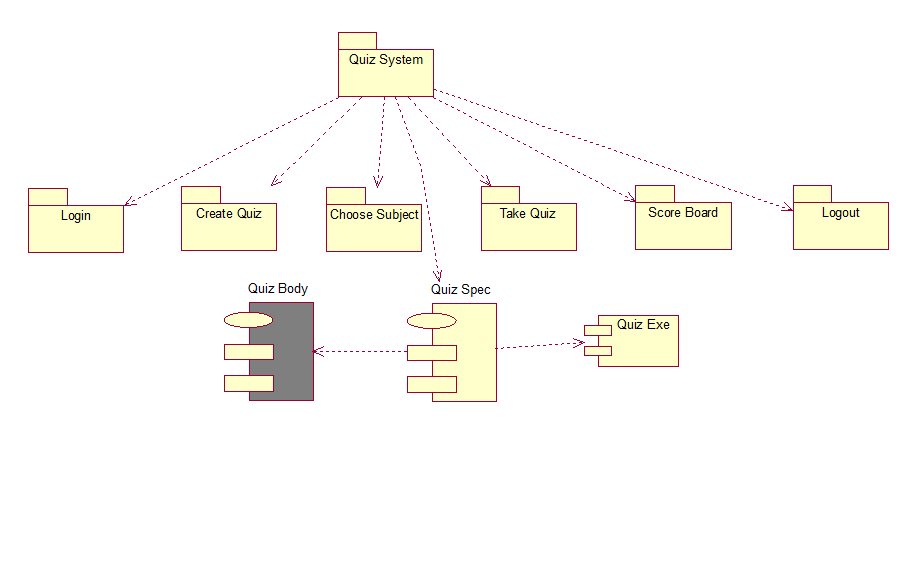 Quiz System
Login
Create Quiz
Choose Subject
Take Quiz
Score Board
Logout
Quiz Body
Quiz Spec
Quiz Exe